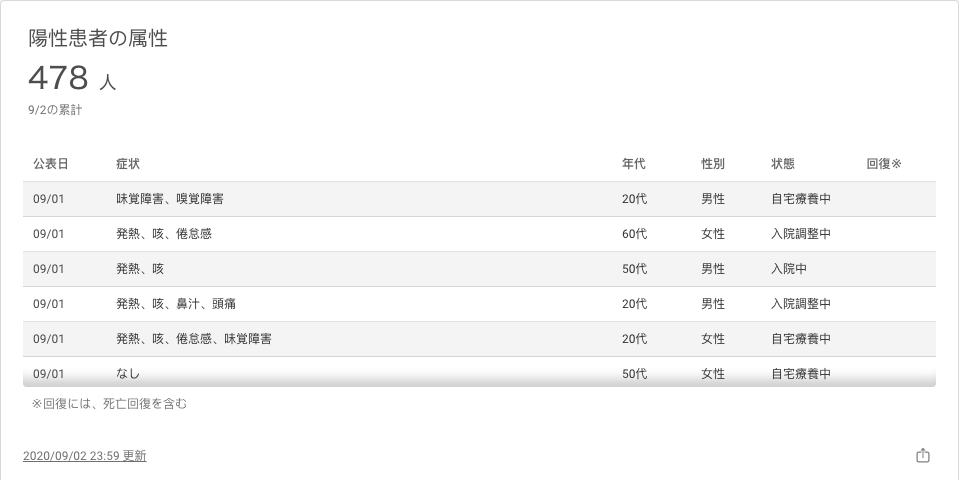 陽性患者の属性
478 人
9/2の累計
公表日 症状 年代 性別 状態 回復※
09/01 味覚障害、嗅覚障害 20代 男性 自宅療養中
09/01 発熱、咳、倦怠感 60代 女性 入院調整中
09/01 発熱、咳 50代 男性 入院中
09/01 発熱、咳、鼻汁、頭痛 20代 男性 入院調整中
09/01 発熱、咳、倦怠感、味覚障害 20代 女性 自宅療養中
09/01 なし 50代 女性 自宅療養中
※回復には、死亡回復を含む
2020/09/02 23:59 更新